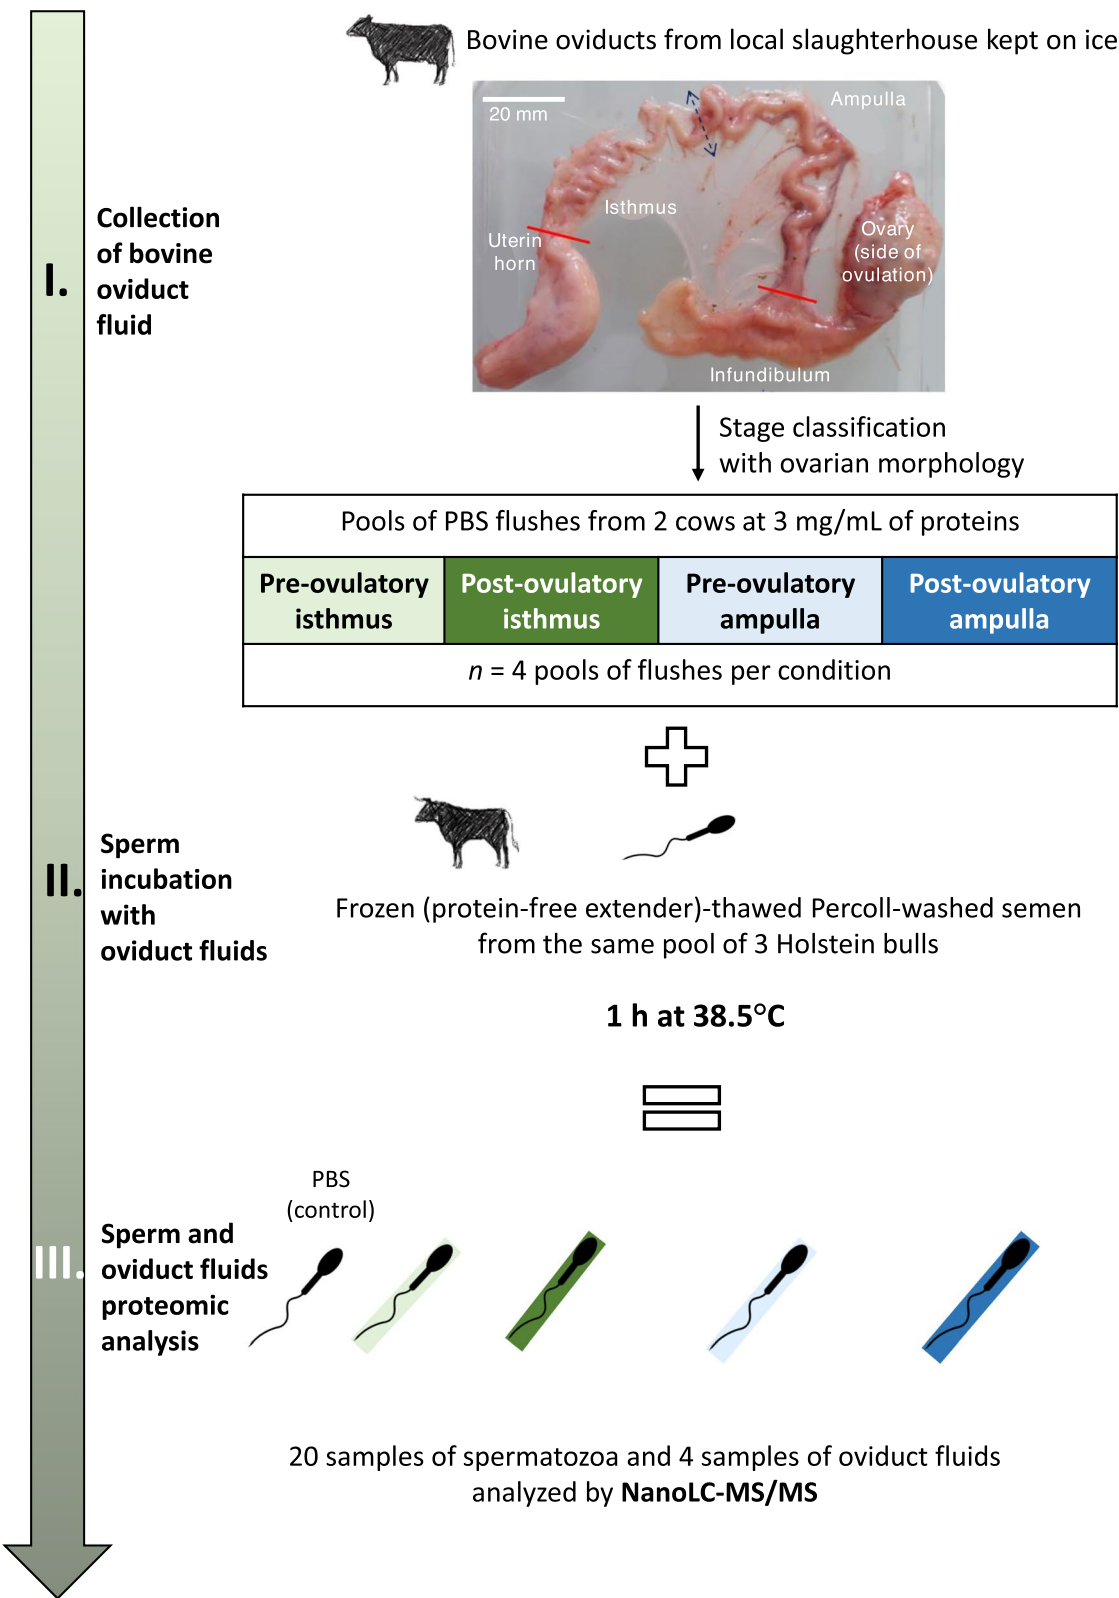 Bovine oviducts from local slaughterhouse kept on ice
20 mm
Ampulla
Isthmus
Uterin
horn
Ovary
(side of
ovulation)
Infundibulum
I.
Collection
of bovine
oviduct
fluid
Stage classification
with ovarian morphology
Pools of PBS flushes from 2 cows at 3 mg/mL of proteins
Pre-ovulatory
isthmus
Post-ovulatory
isthmus
Pre-ovulatory
ampulla
Post-ovulatory
ampulla
n = 4 pools of flushes per condition
II.
Sperm
incubation
with
oviduct fluids
Frozen (protein-free extender)-thawed Percoll-washed semen
from the same pool of 3 Holstein bulls
1 h at 38.5°C
PBS
(control)
III.
Sperm and
oviduct fluids
proteomic
analysis
20 samples of spermatozoa and 4 samples of oviduct fluids
analyzed by NanoLC-MS/MS